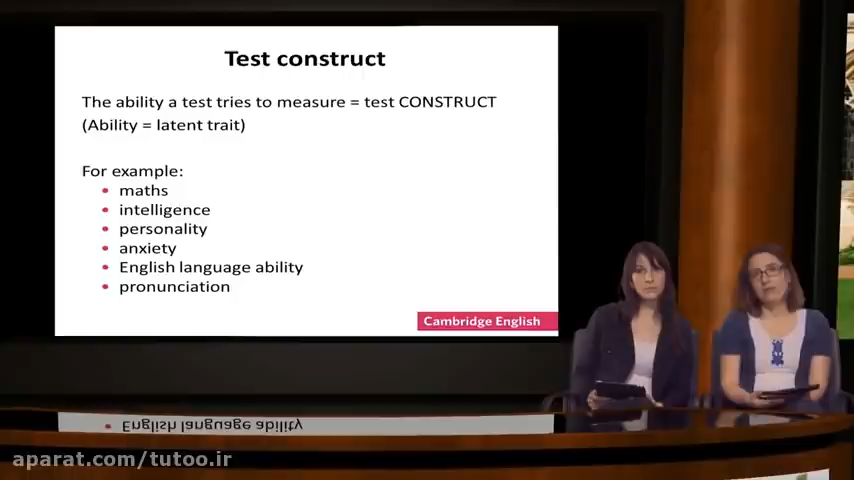 Test construct
The ability a test tries to measure = test CONSTRUCT
(Ability = latent trait)
For example:
• maths
• intelligence
• personality
• anxiety
• English language ability
• pronunciation
Cambridge English
English language ability
aparat.com/tutoo.ir